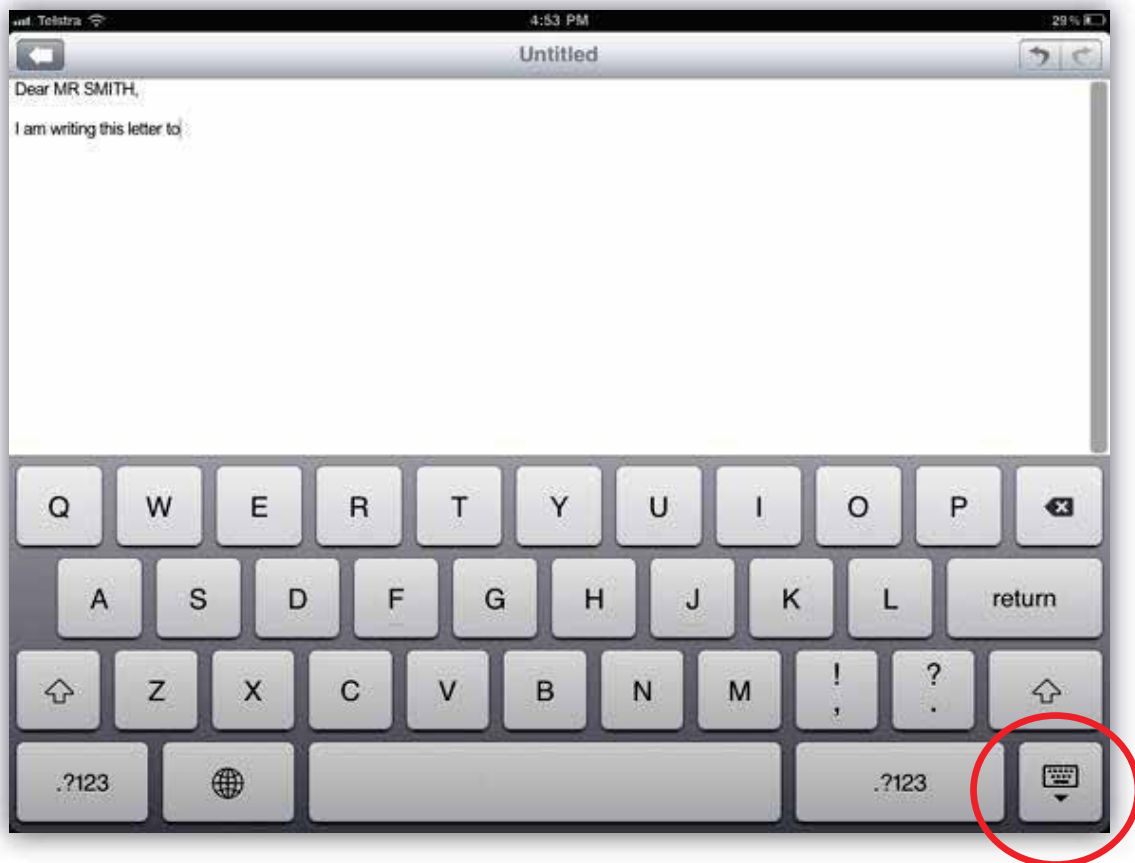 Telstra 4:53 PM 29%
Untitled
Dear MR SMITH,
I am writing this letter to
Q W E R T Y U I O P
A S D F G H J K L return
Z X C V B N M ! , ? .
.?123 .?123